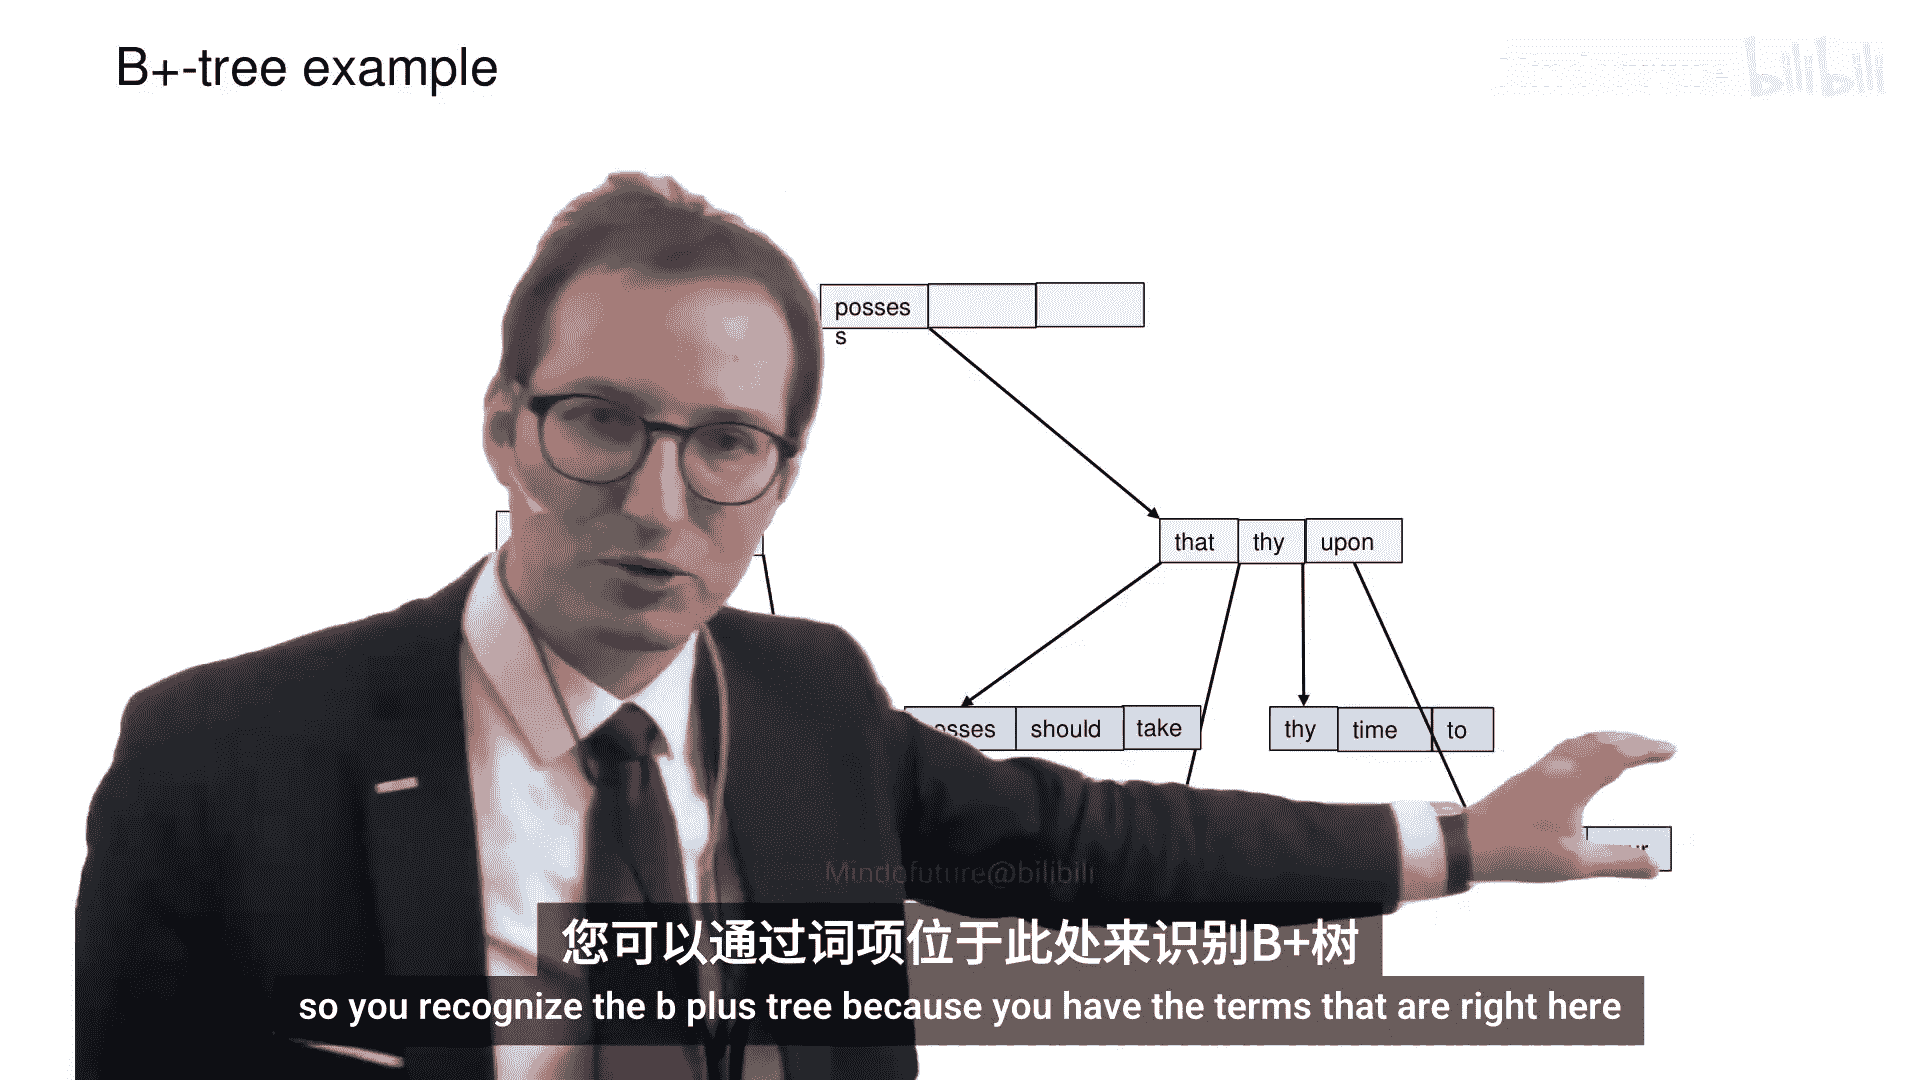 B+-tree example
bilibili
posses
s
that thy upon
osses should take
thy time to
Mindofuture@bilibili
您可以通过词项位于此处来识别B+树
so you recognize the b plus tree because you have the terms that are right here